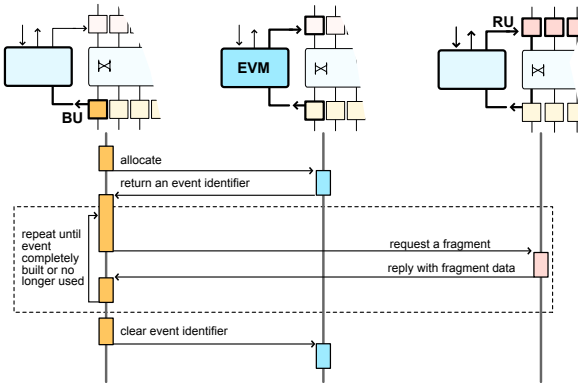 RU
EVM
BU
allocate
return an event identifier
repeat until
event
completely
built or no
longer used
request a fragment
reply with fragment data
clear event identifier